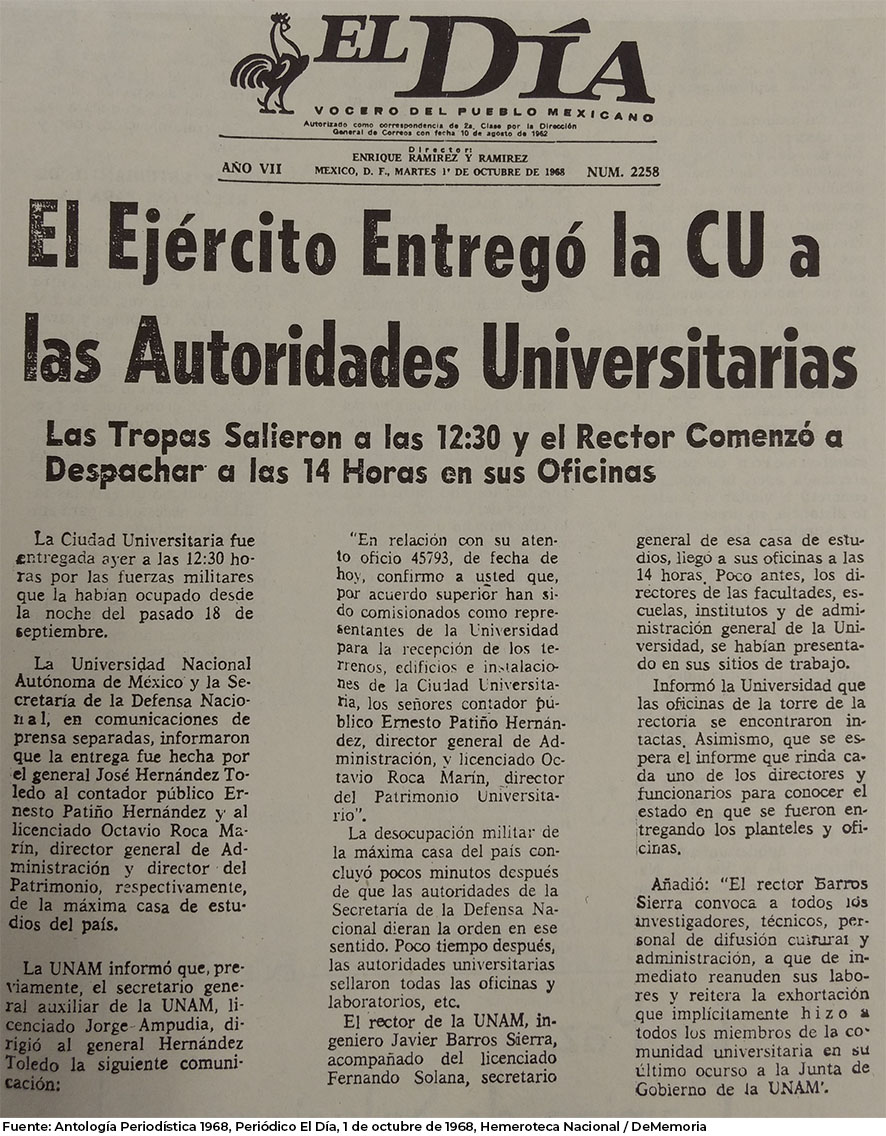 EL DÍA
VOCERO DEL PUEBLO MEXICANO
Autorizado como correspondencia de 2a. Clase por la Dirección
General de Correos con fecha 10 de agosto de 1962
Director:
ENRIQUE RAMIREZ Y RAMIREZ
AÑO VII
MEXICO, D. F., MARTES 1º DE OCTUBRE DE 1968
NUM. 2258
El Ejército Entregó la CU a
las Autoridades Universitarias
Las Tropas Salieron a las 12:30 y el Rector Comenzó a
Despachar a las 14 Horas en sus Oficinas
La Ciudad Universitaria fue
entregada ayer a las 12:30 ho-
ras por las fuerzas militares
que la habían ocupado desde
la noche del pasado 18 de
septiembre.
La Universidad Nacional
Autónoma de México y la Se-
cretaría de la Defensa Nacio-
nal, en comunicaciones de
prensa separadas, informaron
que la entrega fue hecha por
el general José Hernández To-
ledo al contador público Er-
nesto Patiño Hernández y al
licenciado Octavio Roca Ma-
rín, director general de Ad-
ministración y director del
Patrimonio, respectivamente,
de la máxima casa de estu-
dios del país.
La UNAM informó que, pre-
viamente, el secretario gene-
ral auxiliar de la UNAM, li-
cenciado Jorge Ampudia, di-
rigió al general Hernández
Toledo la siguiente comuni-
cación:
"En relación con su aten-
to oficio 45793, de fecha de
hoy, confirmo a usted que,
por acuerdo superior han si-
do comisionados como repre-
sentantes de la Universidad
para la recepción de los te-
rrenos, edificios e instalacio-
nes de la Ciudad Universita-
ria, los señores contador pú-
blico Ernesto Patiño Hernán-
dez, director general de Ad-
ministración, y licenciado Oc-
tavio Roca Marín, director
del Patrimonio Universita-
rio".
La desocupación militar de
la máxima casa del país con-
cluyó pocos minutos después
de que las autoridades de la
Secretaría de la Defensa Na-
cional dieran la orden en ese
sentido. Poco tiempo después,
las autoridades universitarias
sellaron todas las oficinas y
laboratorios, etc.
El rector de la UNAM, in-
geniero Javier Barros Sierra,
acompañado del licenciado
Fernando Solana, secretario
general de esa casa de estu-
dios, llegó a sus oficinas a las
14 horas. Poco antes, los di-
rectores de las facultades, es-
cuelas, institutos y de admi-
nistración general de la Uni-
versidad, se habían presenta-
do en sus sitios de trabajo.
Informó la Universidad que
las oficinas de la torre de la
rectoría se encontraron in-
tactas. Asimismo, que se es-
pera el informe que rinda ca-
da uno de los directores y
funcionarios para conocer el
estado en que se fueron en-
tregando los planteles y ofi-
cinas.
Añadió: "El rector Barros
Sierra convoca a todos los
investigadores, técnicos, per-
sonal de difusión cultural y
administración, a que de in-
mediato reanuden sus labo-
res y reitera la exhortación
que implícitamente hizo a
todos los miembros de la co-
munidad universitaria en su
último ocurso a la Junta de
Gobierno de la UNAM'.
Fuente: Antología Periodística 1968, Periódico El Día, 1 de octubre de 1968, Hemeroteca Nacional / DeMemoria